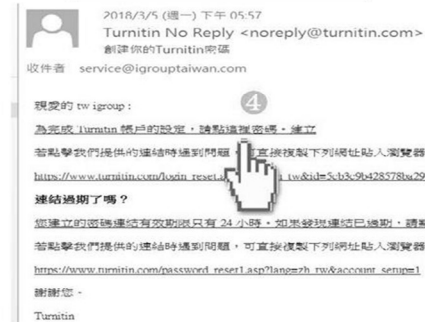 2018/3/5 (週一) 下午 05:57
Turnitin No Reply <noreply@turnitin.com>
創建你的Turnitin密碼
收件者 service@igrouptaiwan.com
親愛的 tw igroup :
4
為完成 Turnitin 帳戶的設定，請點這裡密碼。建立
若點擊我們提供的連結時遇到問題，可直接複製下列網址貼入瀏覽器
https://www.turnitin.com/login_reset.a tw&id=5cb3c9b428578ba29
連結過期了嗎？
您建立的密碼連結有效期限只有 24 小時。如果發現連結已過期，請點
若點擊我們提供的連結時遇到問題，可直接複製下列網址貼入瀏覽器
https://www.turnitin.com/password_reset1.asp?lang=zh_tw&account_setup=1
謝謝您。
Turnitin